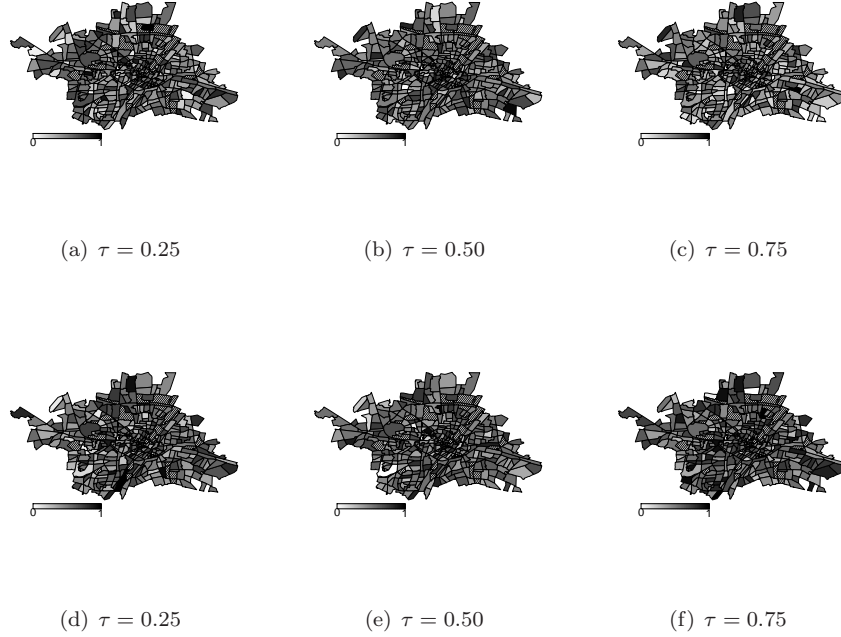 0 1 0 1 0 1
(a) τ = 0.25 (b) τ = 0.50 (c) τ = 0.75
0 1 0 1 0 1
(d) τ = 0.25 (e) τ = 0.50 (f) τ = 0.75